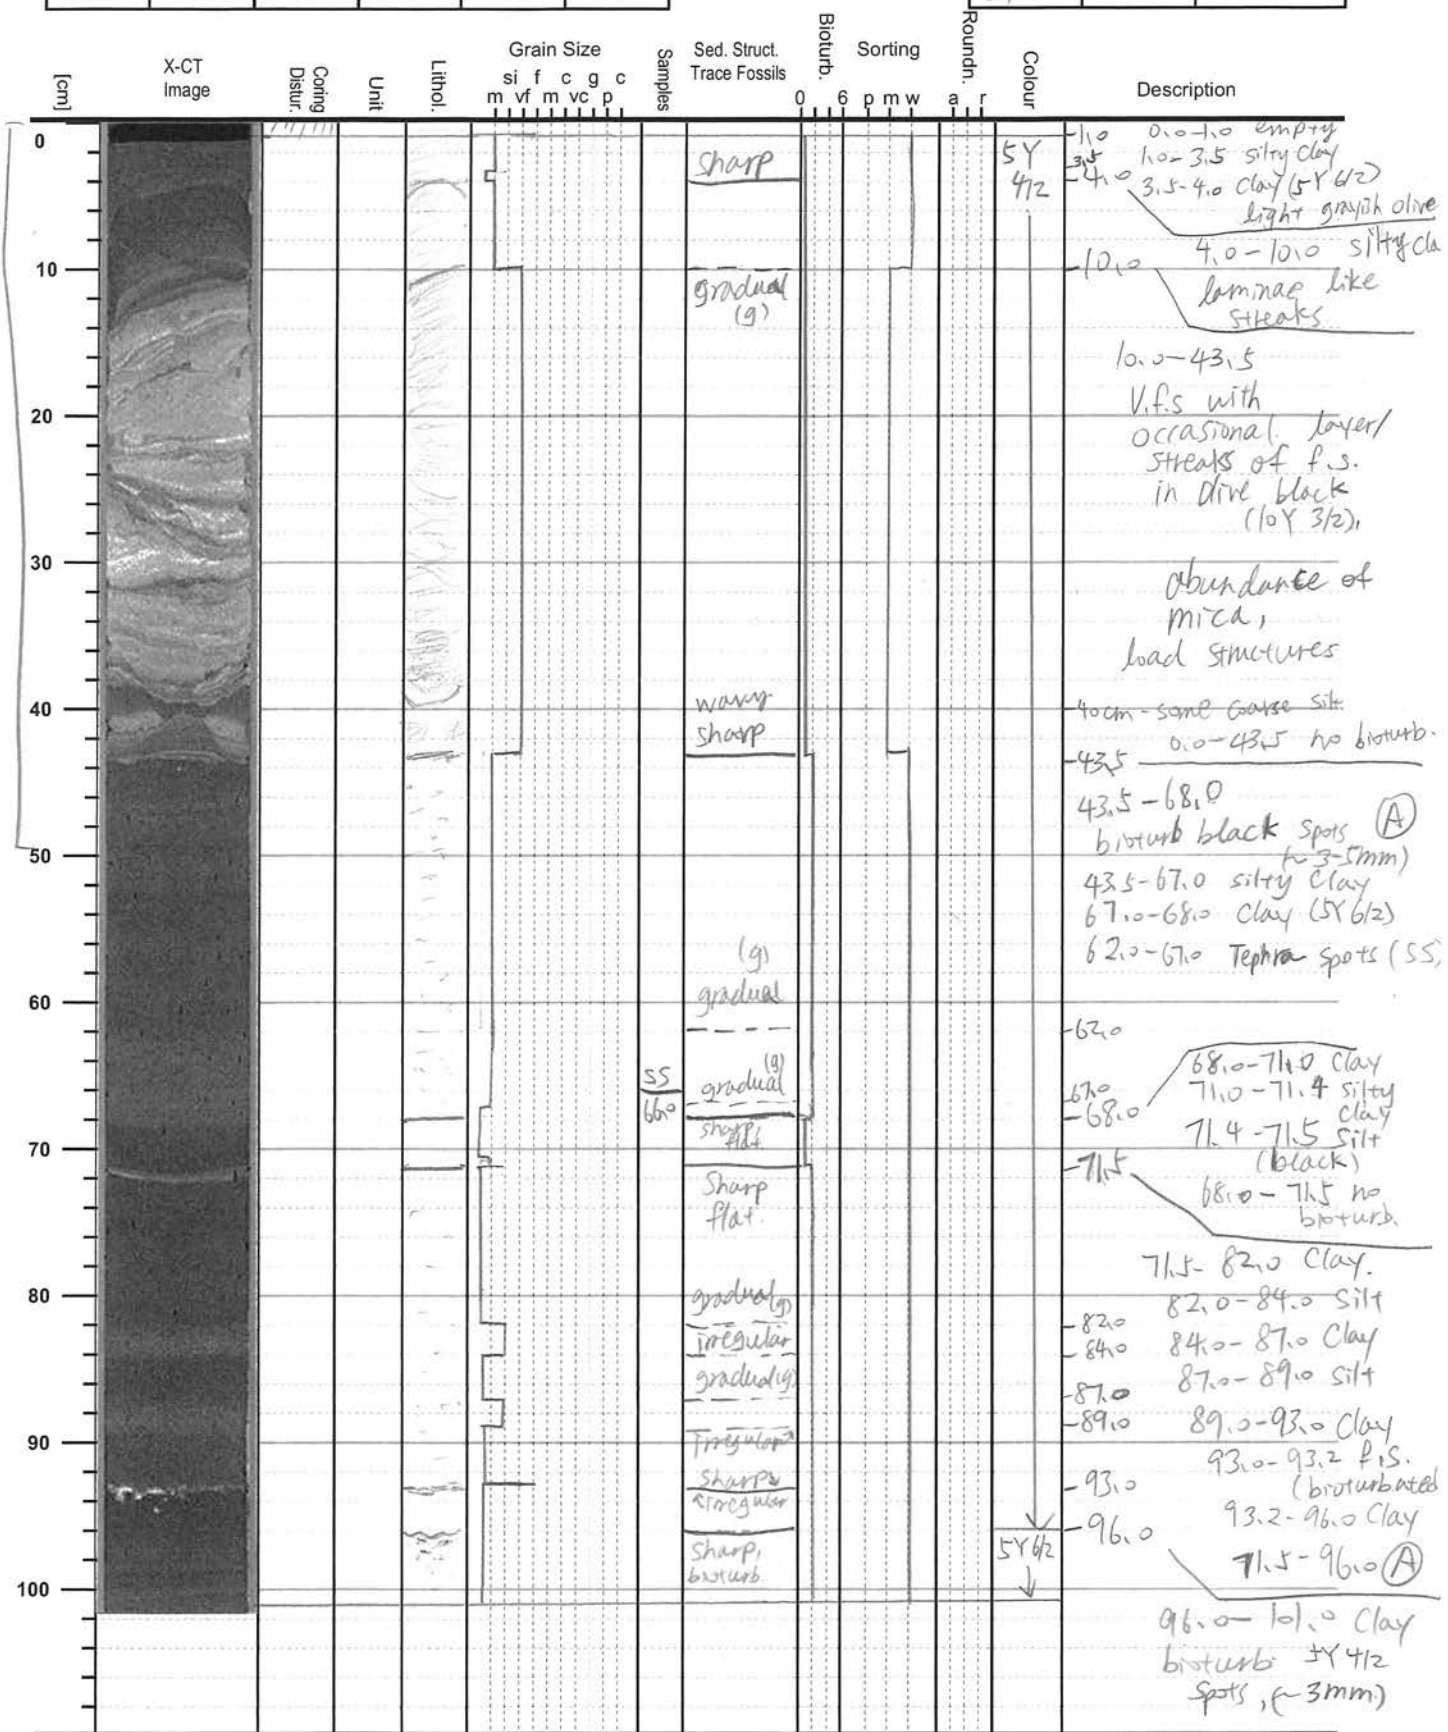 [cm]
X-CT
Image
Coring
Distur.
Unit
Lithol.
Grain Size
si f c g c
m vf m vc p
Samples
Sed. Struct.
Trace Fossils
Bioturb.
0 6
Sorting
p m w
Roundn.
a r
Colour
Description
0
10
20
30
40
50
60
70
80
90
100
SS
66.0
sharp
gradual
(g)
wavy
sharp
(g)
gradual
(g)
gradual
sharp,
flat
Sharp
flat.
gradual(g)
irregular
gradual(g)
irregular
sharp
irregular
sharp,
bioturb.
5Y
4/2
5Y 6/2
1.0
3.5
4.0
10.0
43.5
62.0
67.0
68.0
71.5
82.0
84.0
87.0
89.0
93.0
96.0
0.0-1.0 empty
1.0-3.5 silty clay
3.5-4.0 Clay (5Y 6/2)
light grayish olive
4.0-10.0 silty cla
laminae like
streaks
10.0-43.5
V.f.s with
occasional layer/
streaks of f.s.
in olive black
(10Y 3/2),
abundance of
mica,
load structures
40cm-some coarse silt
0.0-43.5 no bioturb.
43.5-68.0
bioturb black spots (A)
(~3-5mm)
43.5-67.0 silty Clay
67.0-68.0 Clay (5Y 6/2)
62.0-67.0 Tephra spots (SS,
68.0-71.0 Clay
71.0-71.4 silty
clay
71.4-71.5 Silt
(black)
68.0-71.5 no
bioturb.
71.5-82.0 Clay.
82.0-84.0 Silt
84.0-87.0 Clay
87.0-89.0 Silt
89.0-93.0 Clay
93.0-93.2 f.s.
(bioturbated
93.2-96.0 Clay
71.5-96.0 (A)
96.0-101.0 Clay
bioturb. 5Y 4/2
spots, (~3mm)